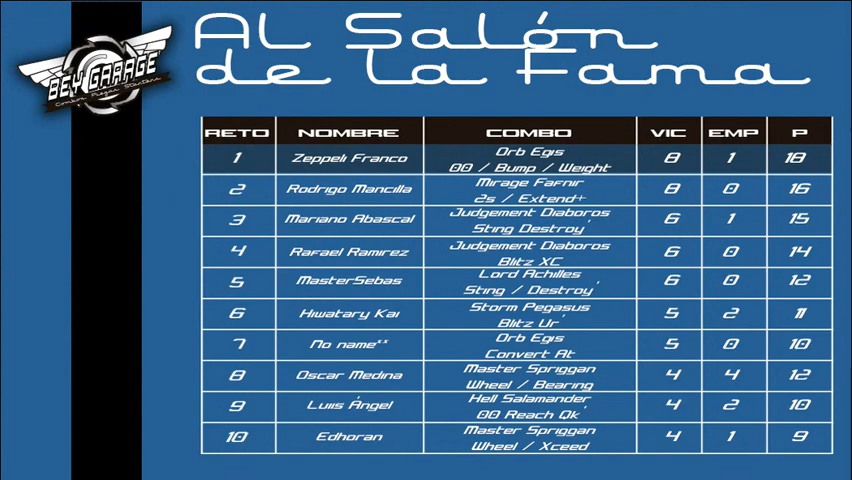 Al Salón
de la Fama
BEY GARAGE
Combos Piezas Starters
RETO NOMBRE COMBO VIC EMP P
1 Zeppeli Franco Orb Egis 8 1 18
00 / Bump / Weight
2 Rodrigo Mancilla Mirage Fafnir 8 0 16
2s / Extend+
3 Mariano Abascal Judgement Diaboros 6 1 15
Sting Destroy'
4 Rafael Ramirez Judgement Diaboros 6 0 14
Blitz XC
5 MasterSebas Lord Achilles 6 0 12
Sting / Destroy'
6 Hiwatary Kai Storm Pegasus 5 2 11
Blitz Ur'
7 No name** Orb Egis 5 0 10
Convert At
8 Oscar Medina Master Spriggan 4 4 12
Wheel / Bearing
9 Luiis Ángel Hell Salamander 4 2 10
00 Reach Qk'
10 Edhoran Master Spriggan 4 1 9
Wheel / Xceed